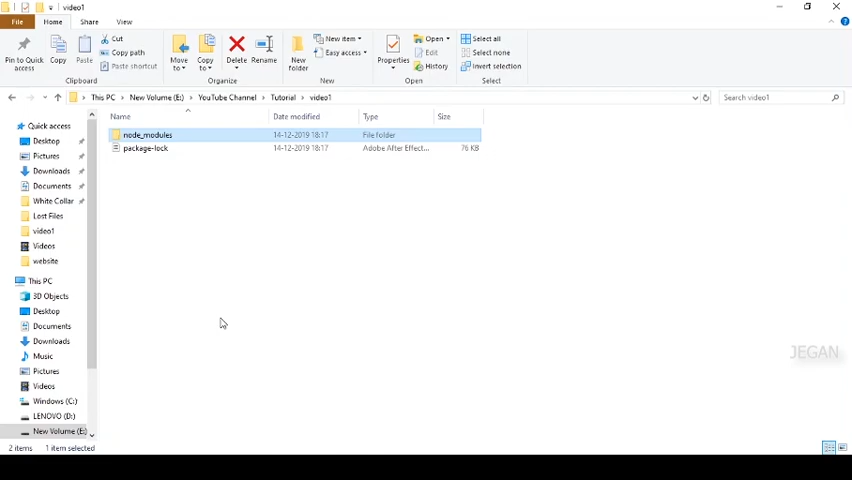 video1
File Home Share View
Pin to Quick access
Copy
Paste
Cut
Copy path
Paste shortcut
Clipboard
Move to
Copy to
Delete
Rename
Organize
New folder
New item
Easy access
New
Properties
Open
Edit
History
Open
Select all
Select none
Invert selection
Select
This PC New Volume (E:) YouTube Channel Tutorial video1
Search video1
Name Date modified Type Size
node_modules 14-12-2019 18:17 File folder
package-lock 14-12-2019 18:17 Adobe After Effect... 76 KB
Quick access
Desktop
Pictures
Downloads
Documents
White Collar
Lost Files
video1
Videos
website
This PC
3D Objects
Desktop
Documents
Downloads
Music
Pictures
Videos
Windows (C:)
LENOVO (D:)
New Volume (E:)
JEGAN
2 items 1 item selected